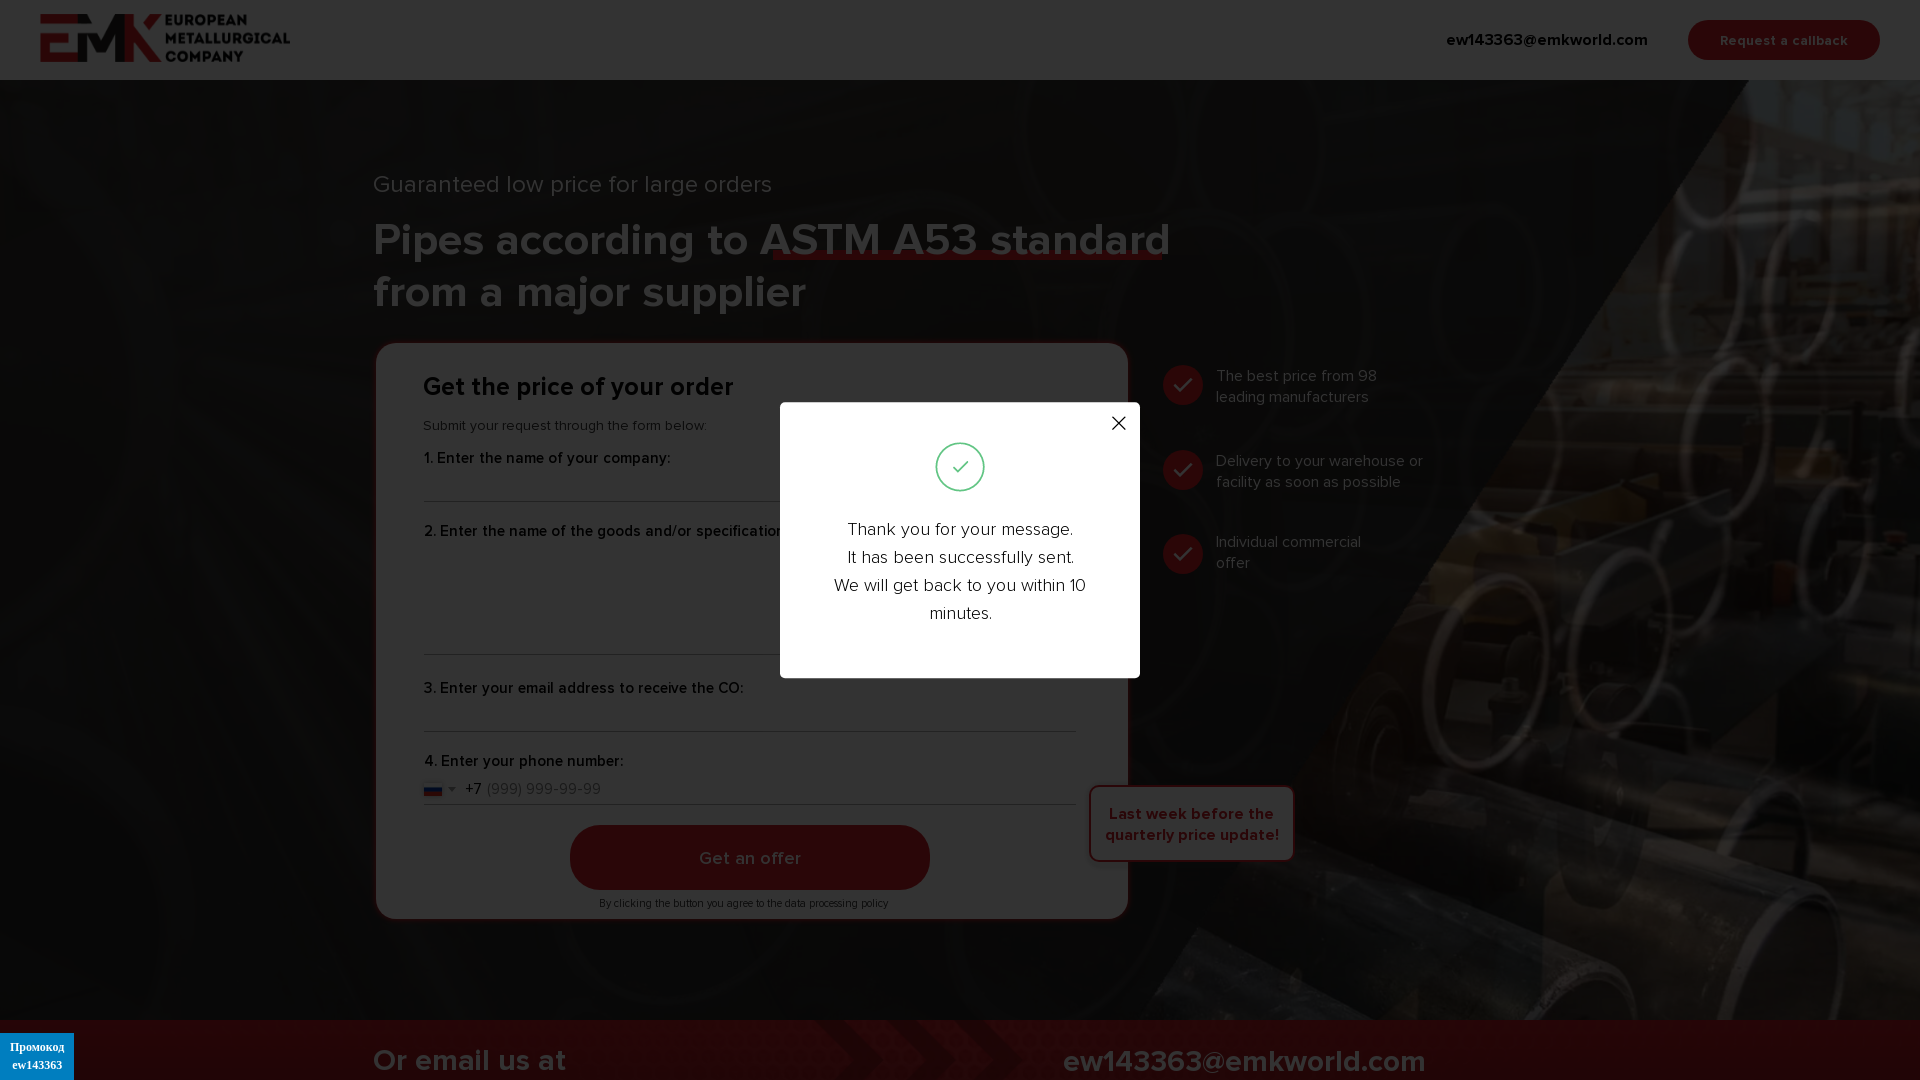 EMK EUROPEAN
METALLURGICAL
COMPANY
ew143363@emkworld.com
Request a callback
Guaranteed low price for large orders
Pipes according to ASTM A53 standard
from a major supplier
Get the price of your order
Submit your request through the form below:
1. Enter the name of your company:
2. Enter the name of the goods and/or specification
3. Enter your email address to receive the CO:
4. Enter your phone number:
+7 (999) 999-99-99
Get an offer
By clicking the button you agree to the data processing policy
The best price from 98
leading manufacturers
Delivery to your warehouse or
facility as soon as possible
Individual commercial
offer
Last week before the
quarterly price update!
Thank you for your message.
It has been successfully sent.
We will get back to you within 10
minutes.
Or email us at
ew143363@emkworld.com
Промокод
ew143363